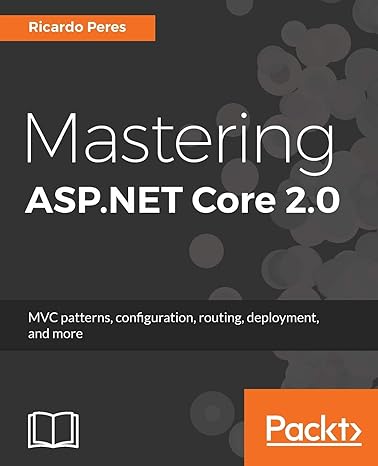 Ricardo Peres
Mastering
ASP.NET Core 2.0
MVC patterns, configuration, routing, deployment,
and more
Packt>